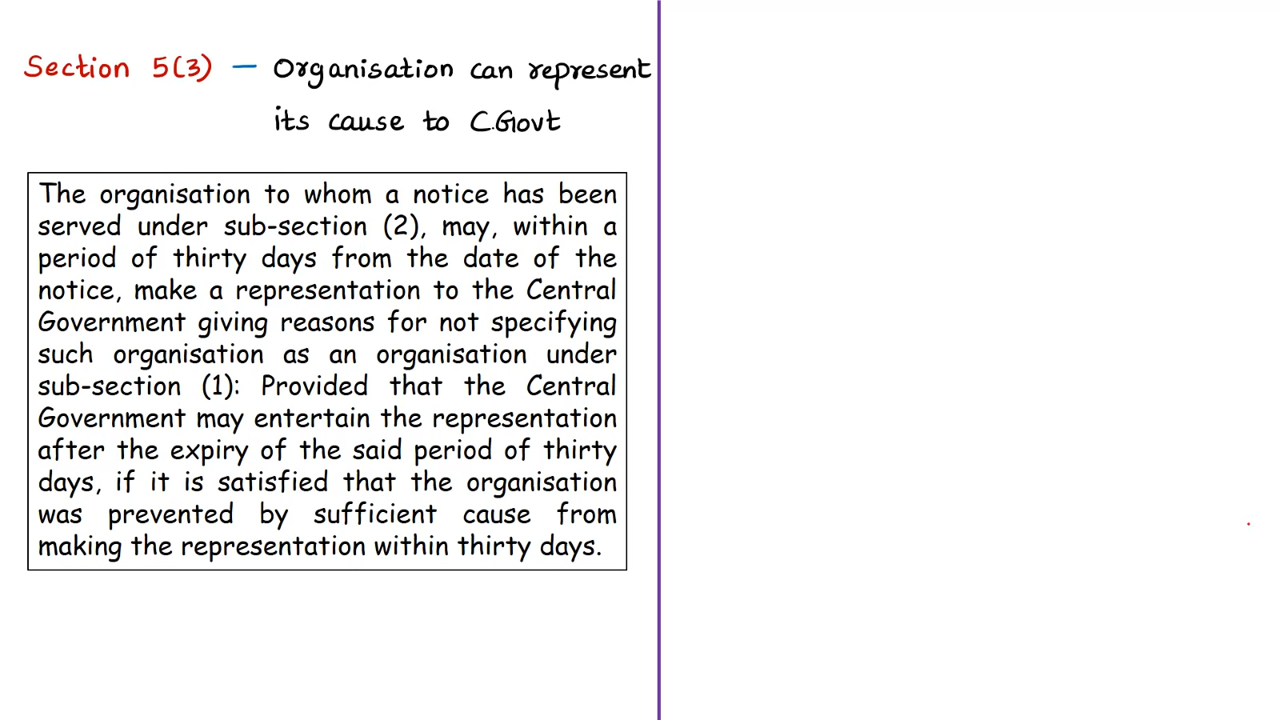 Section 5(3) — Organisation can represent
its cause to C.Govt
The organisation to whom a notice has been
served under sub-section (2), may, within a
period of thirty days from the date of the
notice, make a representation to the Central
Government giving reasons for not specifying
such organisation as an organisation under
sub-section (1): Provided that the Central
Government may entertain the representation
after the expiry of the said period of thirty
days, if it is satisfied that the organisation
was prevented by sufficient cause from
making the representation within thirty days.